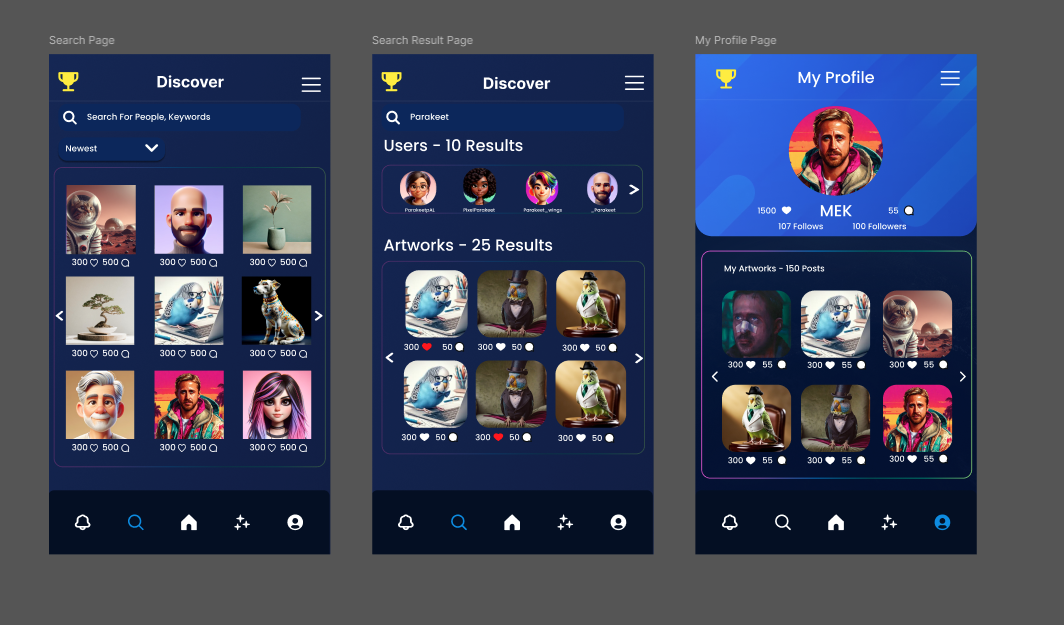 Search Page
Discover
Search For People, Keywords
Newest
300 500 300 500 300 500
300 500 300 500 300 500
300 500 300 500 300 500
Search Result Page
Discover
Parakeet
Users - 10 Results
ParakeetpAL PixelParakeet Parakeet_wings _Parakeet
Artworks - 25 Results
300 50 300 50 300 50
300 50 300 50 300 50
My Profile Page
My Profile
1500 MEK 55
107 Follows 100 Followers
My Artworks - 150 Posts
300 55 300 55 300 55
300 55 300 55 300 55